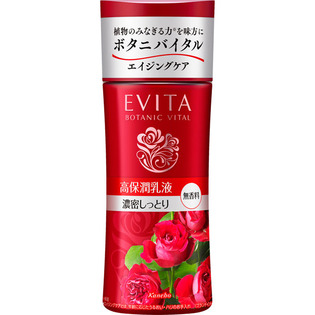 植物のみなぎる力を味方に
ボタニバイタル
エイジングケア
EVITA
BOTANIC VITAL
高保潤乳液
無香料
濃密しっとり
Kanebo